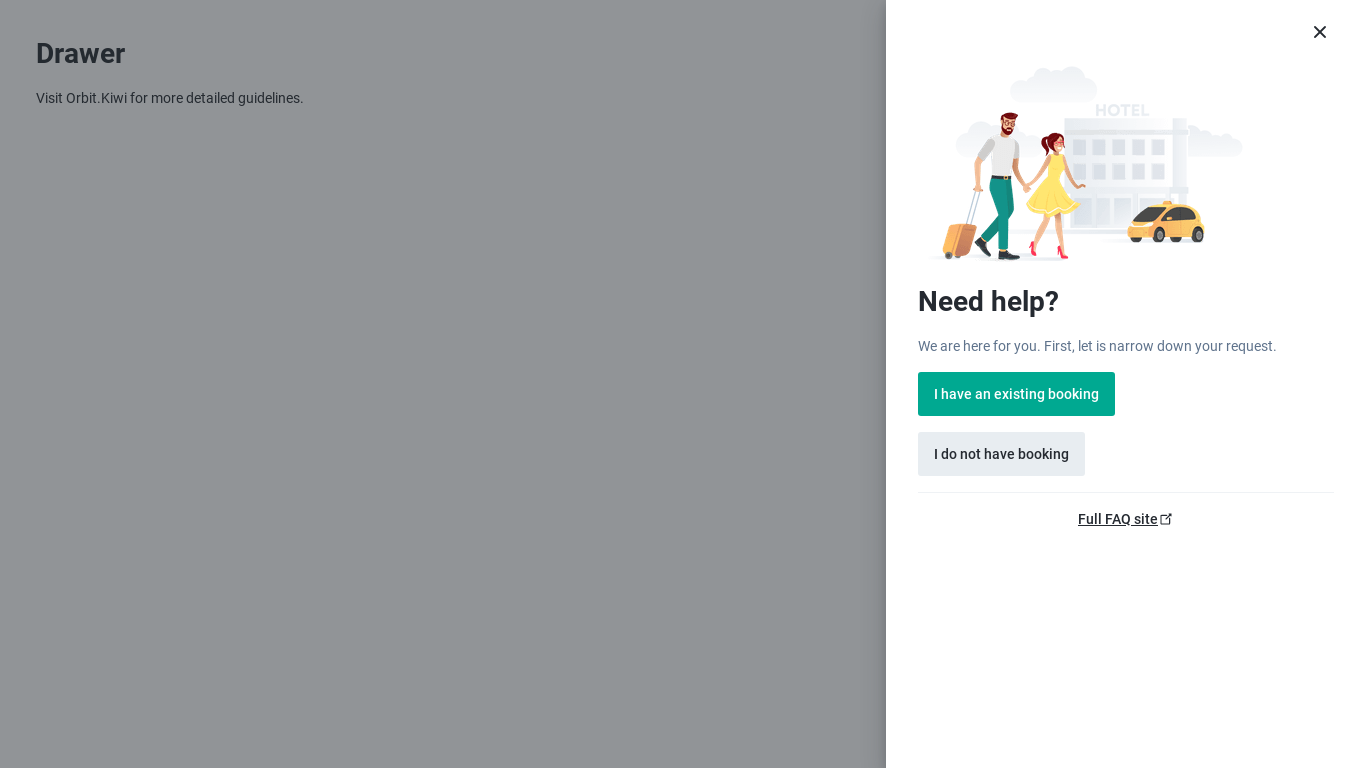 Drawer
Visit Orbit.Kiwi for more detailed guidelines.
HOTEL
Need help?
We are here for you. First, let is narrow down your request.
I have an existing booking
I do not have booking
Full FAQ site